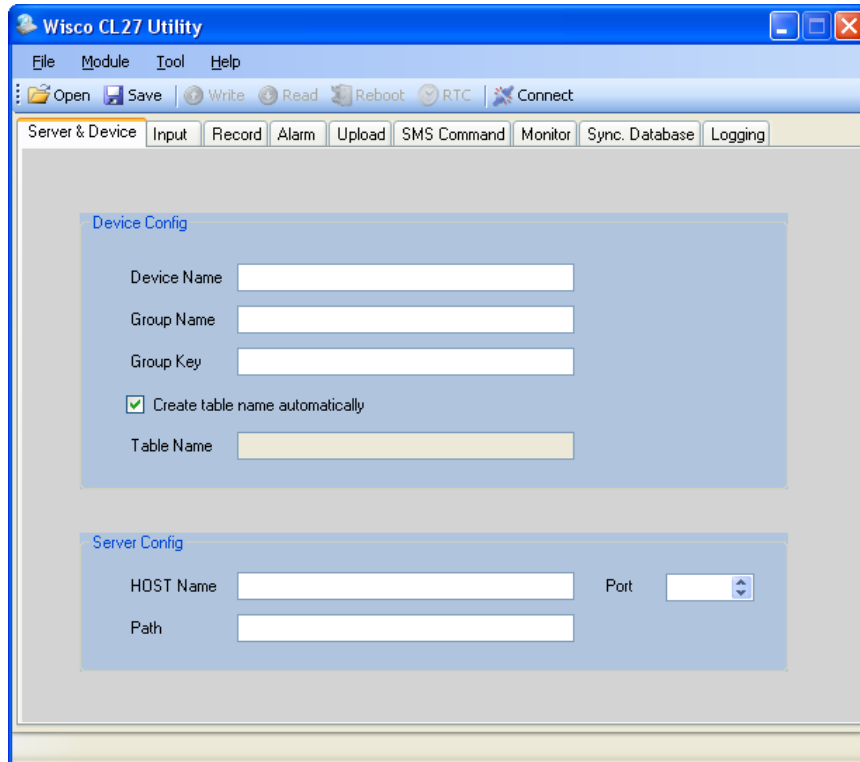 Wisco CL27 Utility
File Module Tool Help
Open Save Write Read Reboot RTC Connect
Server & Device Input Record Alarm Upload SMS Command Monitor Sync. Database Logging
Device Config
Device Name
Group Name
Group Key
Create table name automatically
Table Name
Server Config
HOST Name Port
Path